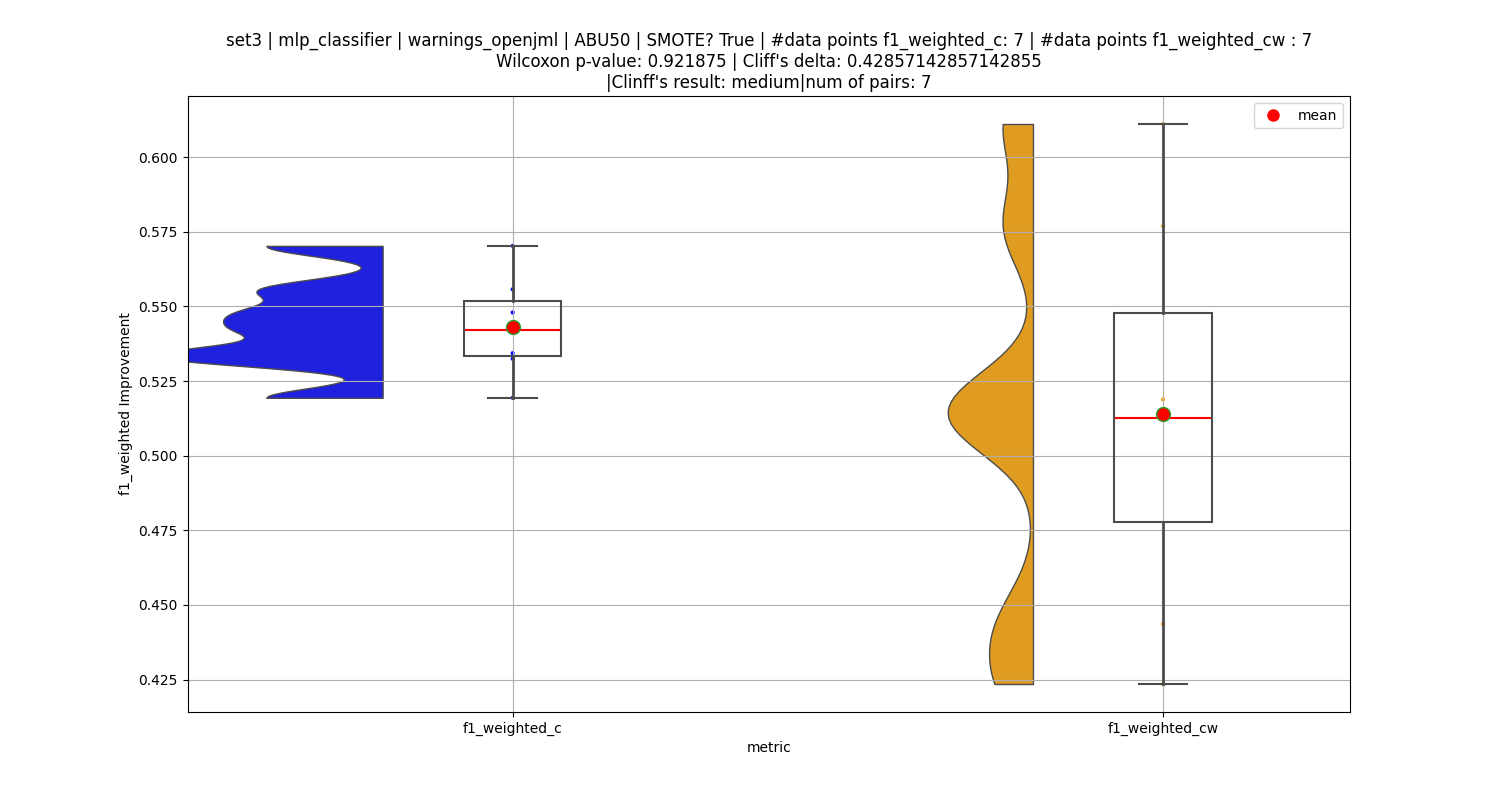 set3 | mlp_classifier | warnings_openjml | ABU50 | SMOTE? True | #data points f1_weighted_c: 7 | #data points f1_weighted_cw : 7
Wilcoxon p-value: 0.921875 | Cliff's delta: 0.42857142857142855
|Clinff's result: medium|num of pairs: 7
mean
0.600
0.575
0.550
0.525
0.500
0.475
0.450
0.425
f1_weighted Improvement
f1_weighted_c
f1_weighted_cw
metric